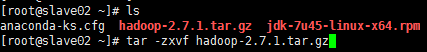 [root@slave02 ~]# ls
anaconda-ks.cfg hadoop-2.7.1.tar.gz jdk-7u45-linux-x64.rpm
[root@slave02 ~]# tar -zxvf hadoop-2.7.1.tar.gz